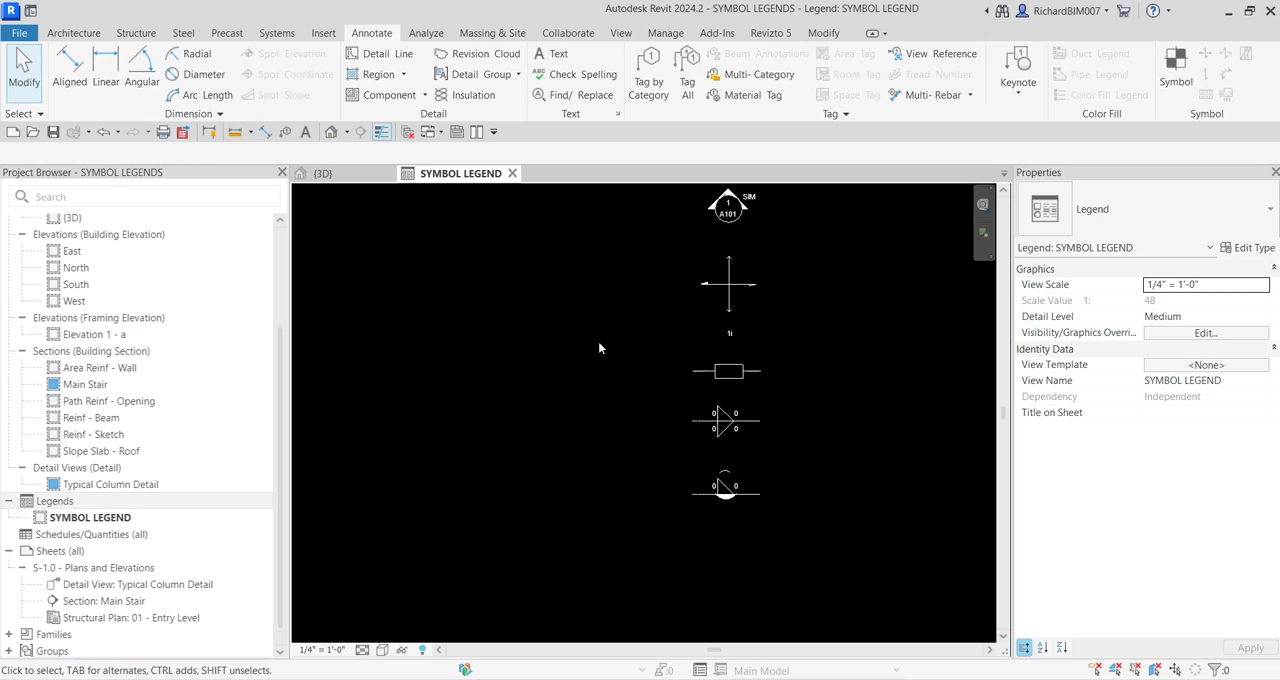 Autodesk Revit 2024.2 - SYMBOL LEGENDS - Legend: SYMBOL LEGEND
RichardBIM007
File Architecture Structure Steel Precast Systems Insert Annotate Analyze Massing & Site Collaborate View Manage Add-Ins Revizto 5 Modify
Modify
Select
Aligned Linear Angular
Radial
Diameter
Arc Length
Spot Elevation
Spot Coordinate
Spot Slope
Dimension
Detail Line
Region
Component
Revision Cloud
Detail Group
Insulation
Detail
Text
Check Spelling
Find/ Replace
Text
Tag by Category
Tag All
Beam Annotations
Multi- Category
Material Tag
Area Tag
Room Tag
Space Tag
View Reference
Tread Number
Multi- Rebar
Tag
Keynote
Duct Legend
Pipe Legend
Color Fill Legend
Color Fill
Symbol
Symbol
Project Browser - SYMBOL LEGENDS
Search
{3D}
Elevations (Building Elevation)
East
North
South
West
Elevations (Framing Elevation)
Elevation 1 - a
Sections (Building Section)
Area Reinf - Wall
Main Stair
Path Reinf - Opening
Reinf - Beam
Reinf - Sketch
Slope Slab - Roof
Detail Views (Detail)
Typical Column Detail
Legends
SYMBOL LEGEND
Schedules/Quantities (all)
Sheets (all)
S-1.0 - Plans and Elevations
Detail View: Typical Column Detail
Section: Main Stair
Structural Plan: 01 - Entry Level
Families
Groups
{3D}
SYMBOL LEGEND
SIM
1
A101
1i
0 0
0 0
0 0
1/4" = 1'-0"
Properties
Legend
Legend: SYMBOL LEGEND
Edit Type
Graphics
View Scale 1/4" = 1'-0"
Scale Value 1: 48
Detail Level Medium
Visibility/Graphics Overri... Edit...
Identity Data
View Template <None>
View Name SYMBOL LEGEND
Dependency Independent
Title on Sheet
Apply
Click to select, TAB for alternates, CTRL adds, SHIFT unselects.
:0
Main Model
:0